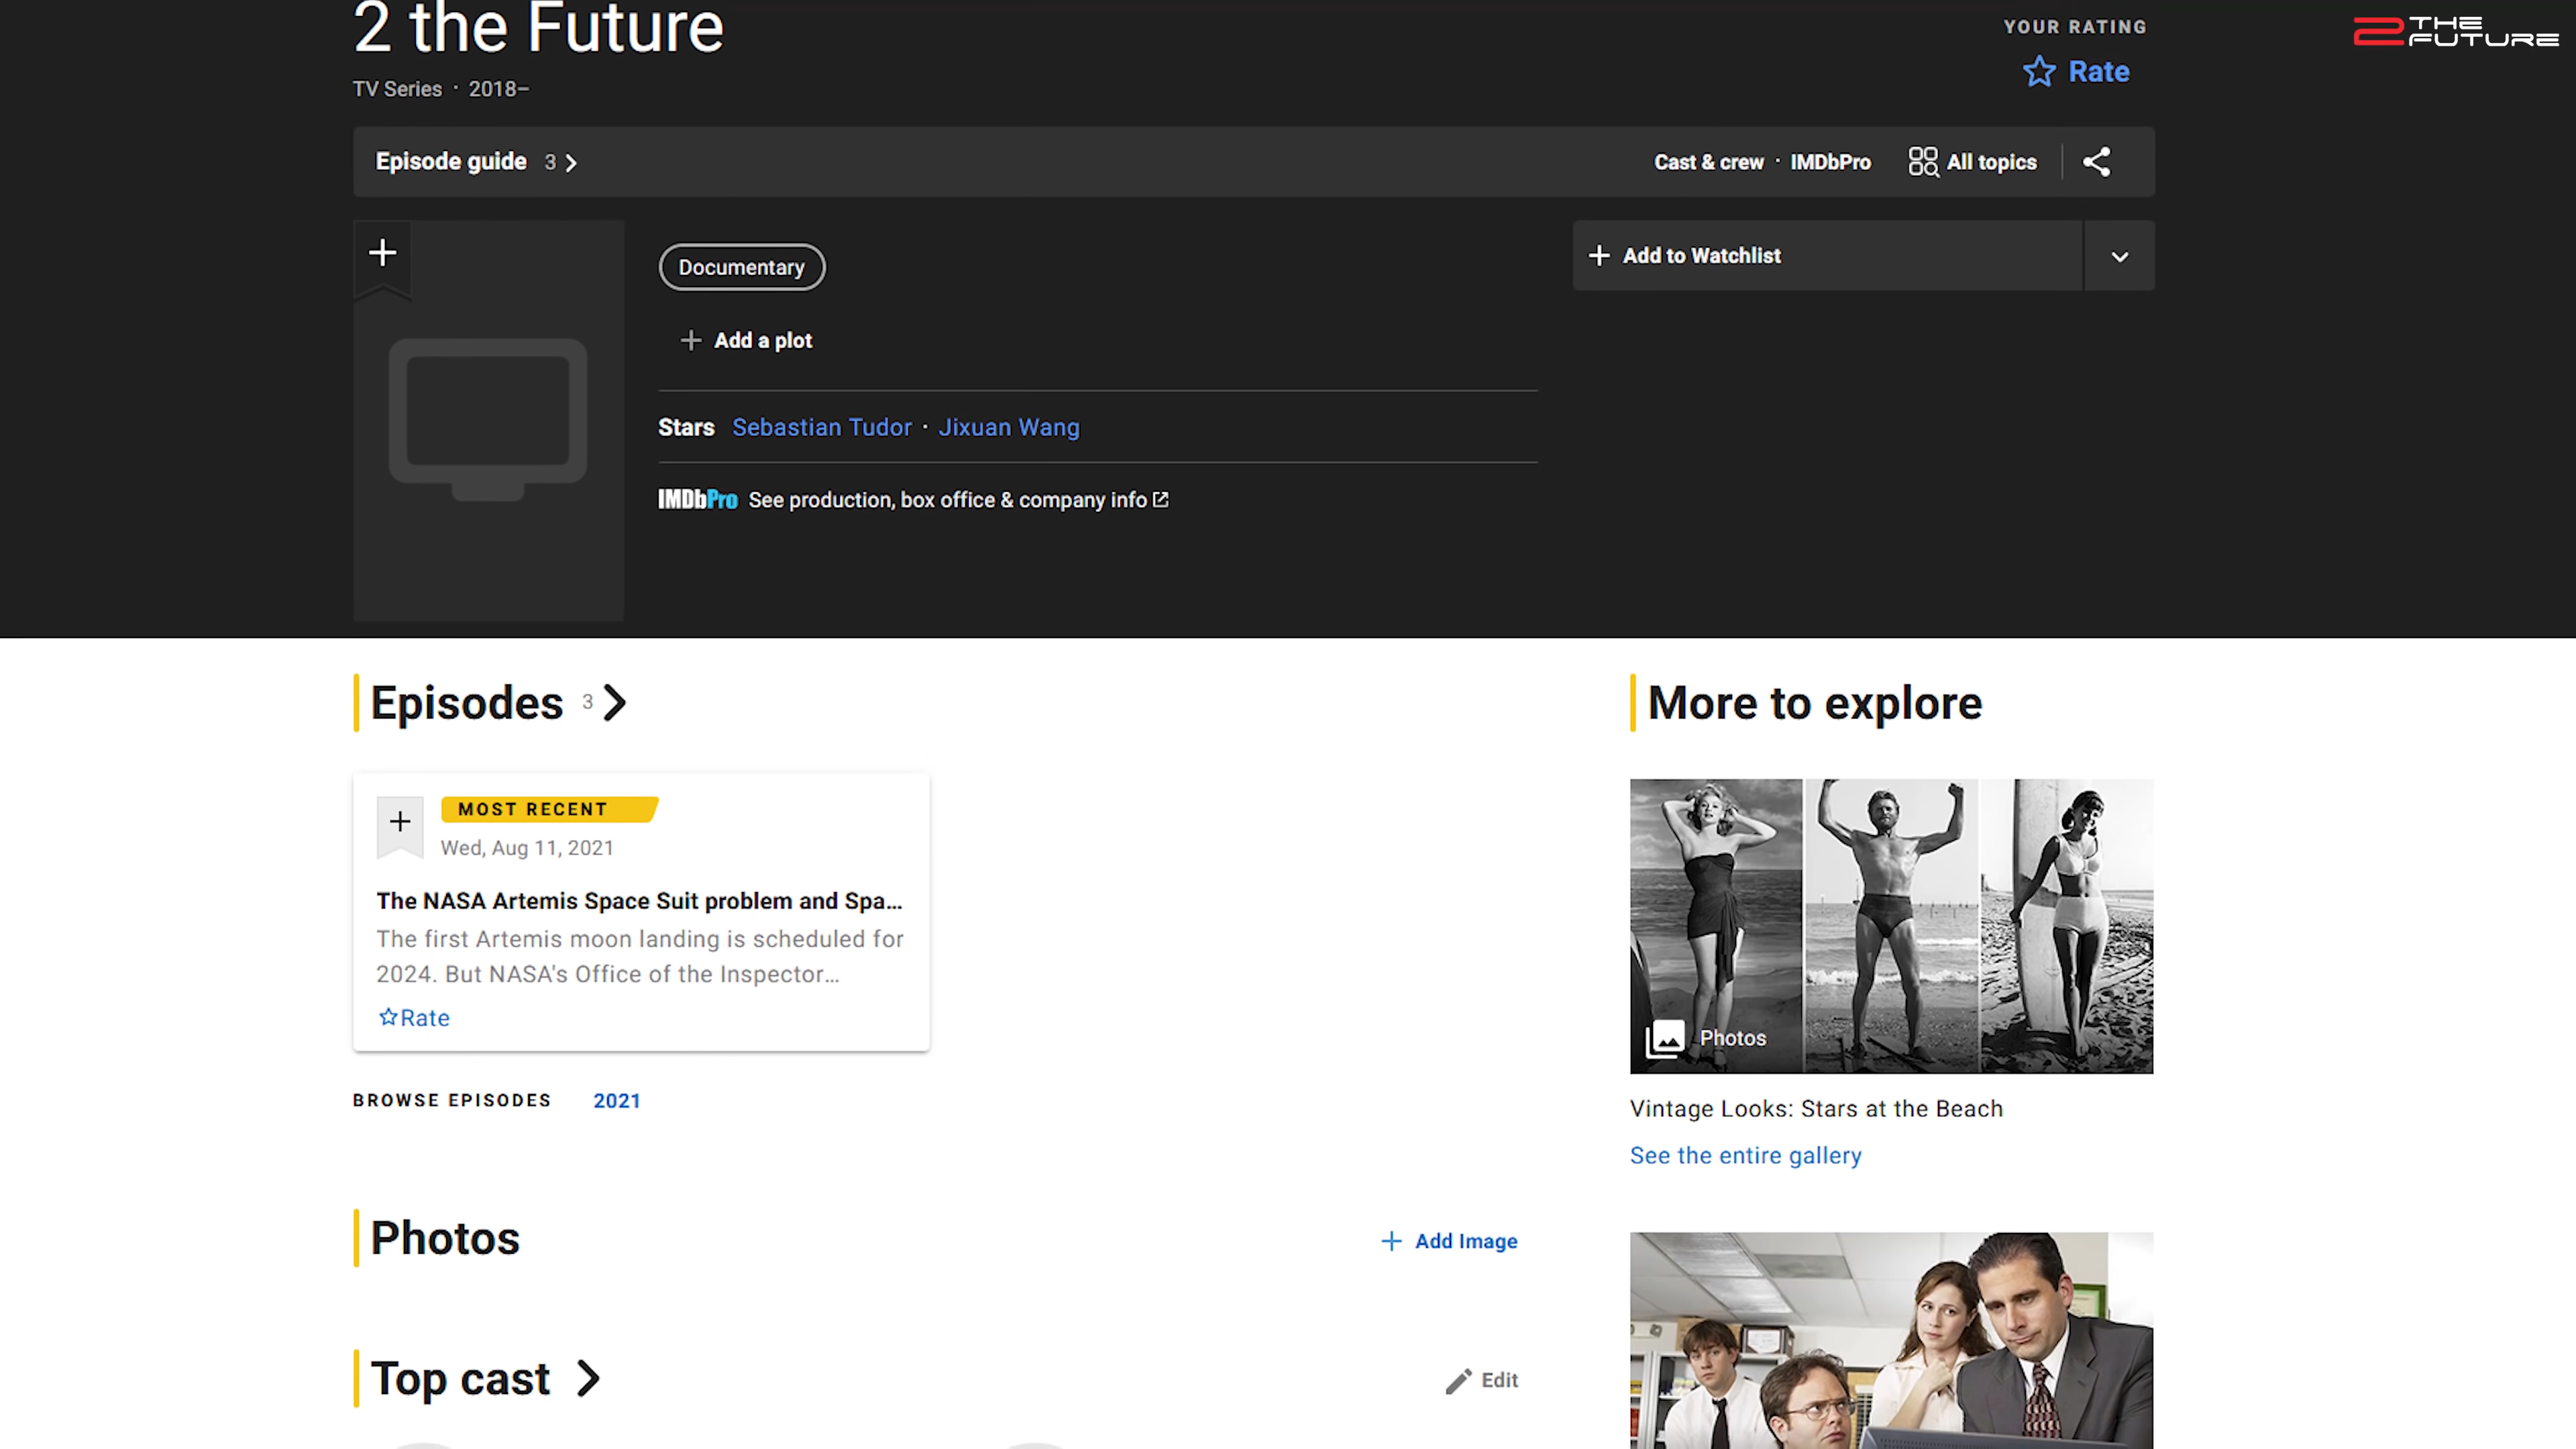 2 the Future
TV Series · 2018–
YOUR RATING
Rate
2 THE
FUTURE
Episode guide 3
Cast & crew · IMDbPro
All topics
Documentary
Add a plot
Add to Watchlist
Stars Sebastian Tudor · Jixuan Wang
IMDbPro See production, box office & company info
Episodes 3
MOST RECENT
Wed, Aug 11, 2021
The NASA Artemis Space Suit problem and Spa...
The first Artemis moon landing is scheduled for
2024. But NASA's Office of the Inspector...
Rate
BROWSE EPISODES 2021
Photos
Add Image
Top cast
Edit
More to explore
Photos
Vintage Looks: Stars at the Beach
See the entire gallery